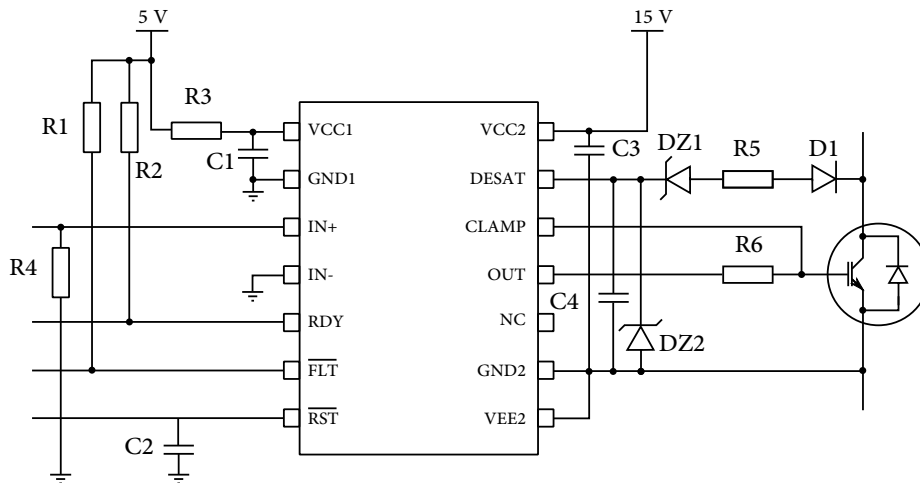 5 V
15 V
R1
R2
R3
C1
VCC1
VCC2
C3
DZ1
R5
D1
GND1
DESAT
IN+
CLAMP
R4
R6
IN-
OUT
C4
RDY
NC
DZ2
FLT
GND2
RST
VEE2
C2